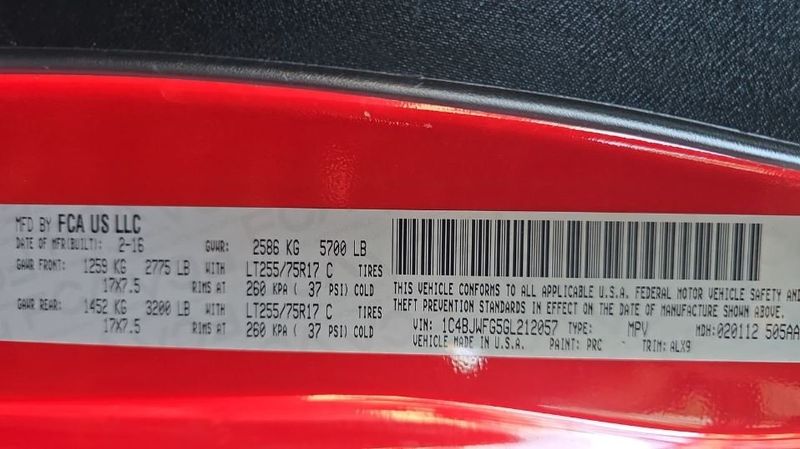 MFD BY FCA US LLC
DATE OF MFR(BUILT): 2-16 GVWR: 2586 KG 5700 LB
GAWR FRONT: 1259 KG 2775 LB WITH LT255/75R17 C TIRES
17X7.5 RIMS AT 260 KPA ( 37 PSI) COLD
GAWR REAR: 1452 KG 3200 LB WITH LT255/75R17 C TIRES
17X7.5 RIMS AT 260 KPA ( 37 PSI) COLD
THIS VEHICLE CONFORMS TO ALL APPLICABLE U.S.A. FEDERAL MOTOR VEHICLE SAFETY AND
THEFT PREVENTION STANDARDS IN EFFECT ON THE DATE OF MANUFACTURE SHOWN ABOVE.
VIN: 1C4BJWFG5GL212057 TYPE: MPV MDH: 020112 505AA
VEHICLE MADE IN U.S.A. PAINT: PRC TRIM: ALX9